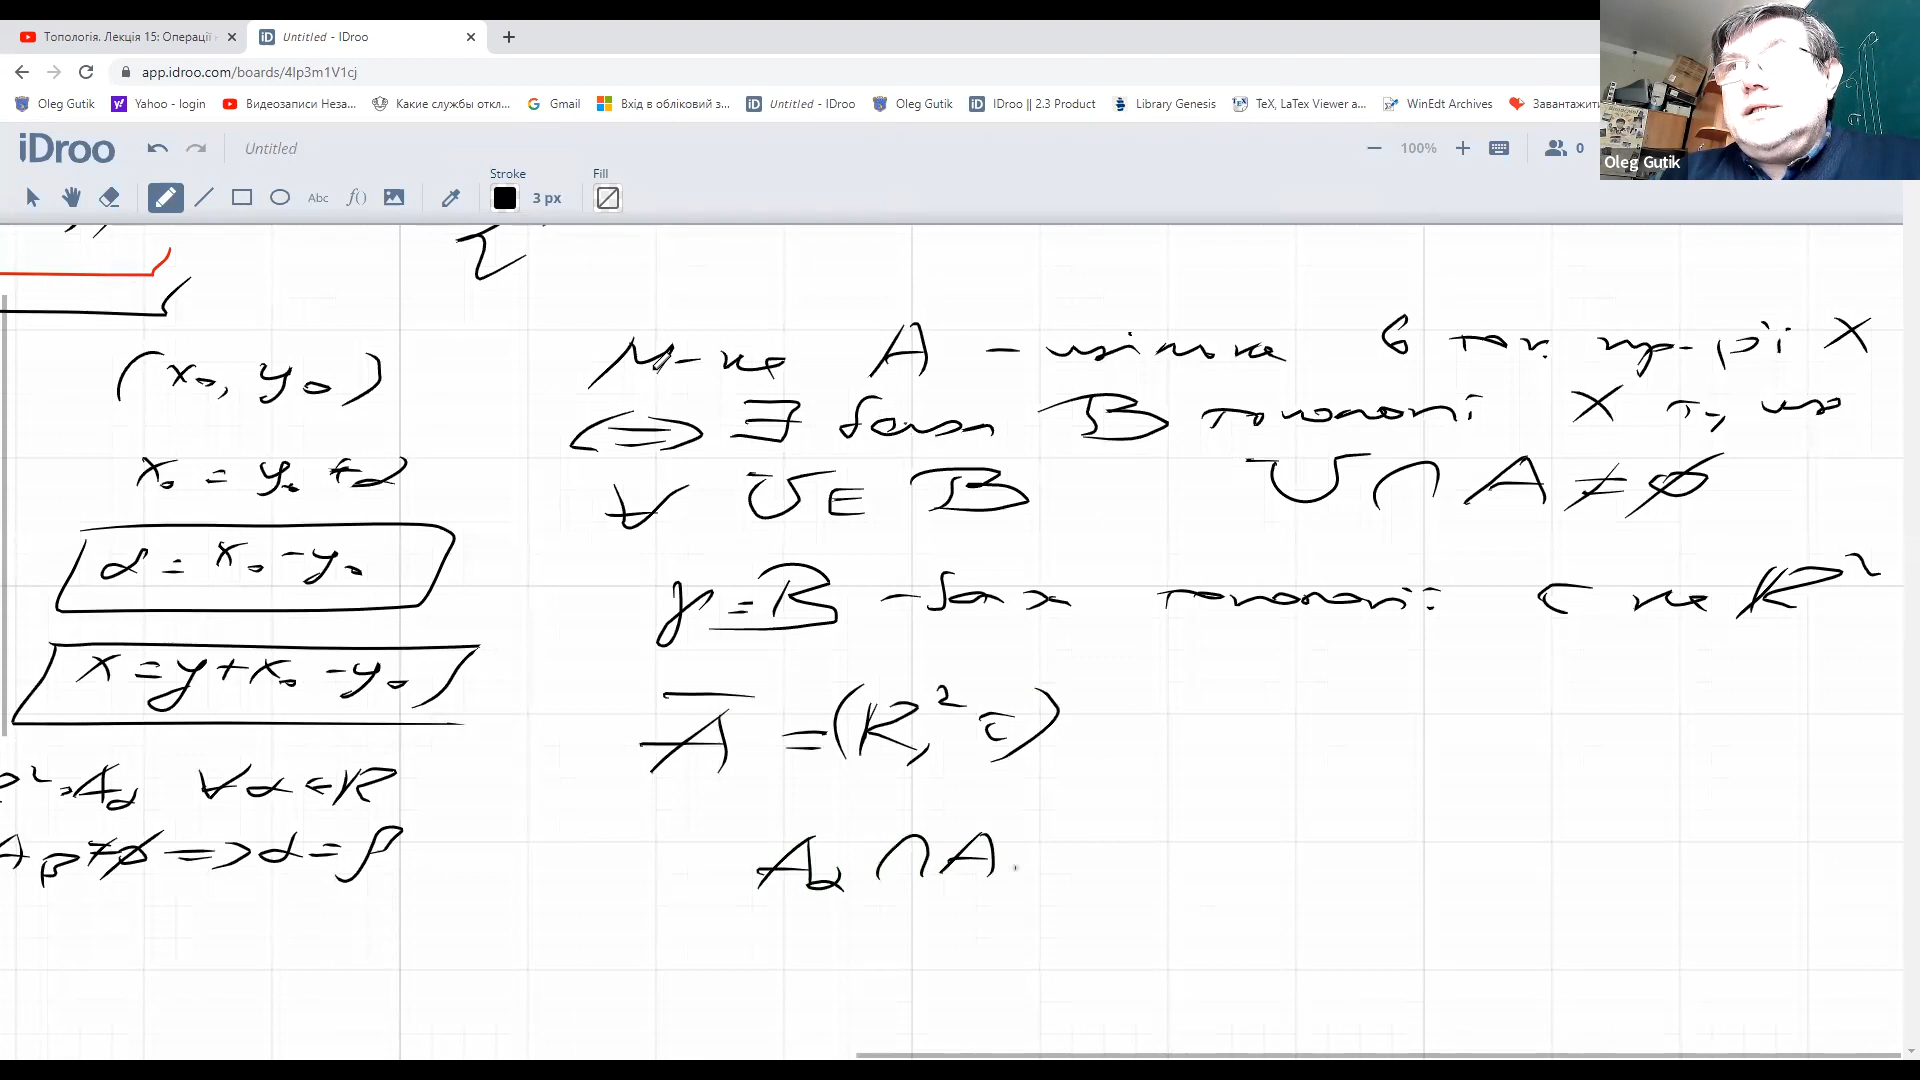 Топологія. Лекція 15: Операції
Untitled - IDroo
app.idroo.com/boards/4lp3m1V1cj
Oleg Gutik
Yahoo - login
Видеозаписи Неза...
Какие службы откл...
Gmail
Вхід в обліковий з...
Untitled - IDroo
Oleg Gutik
IDroo || 2.3 Product
Library Genesis
TeX, LaTex Viewer a...
WinEdt Archives
Завантажити
Oleg Gutik
iDroo
Untitled
100%
0
Abc
f()
Stroke
3 px
Fill
(x₀, y₀)
x₀ = y₀ + α
α = x₀ - y₀
x = y + x₀ - y₀
∀α ∈ ℝ
≠ ∅ => α = β
М-на A - щільна в топ. пр-рі X
<=> ∃ база B топології X т, що
∀ U ∈ B U ∩ A ≠ ∅
γ = B - база топології τ на ℝ²
A̅ = (ℝ², τ)
A_α ∩ A